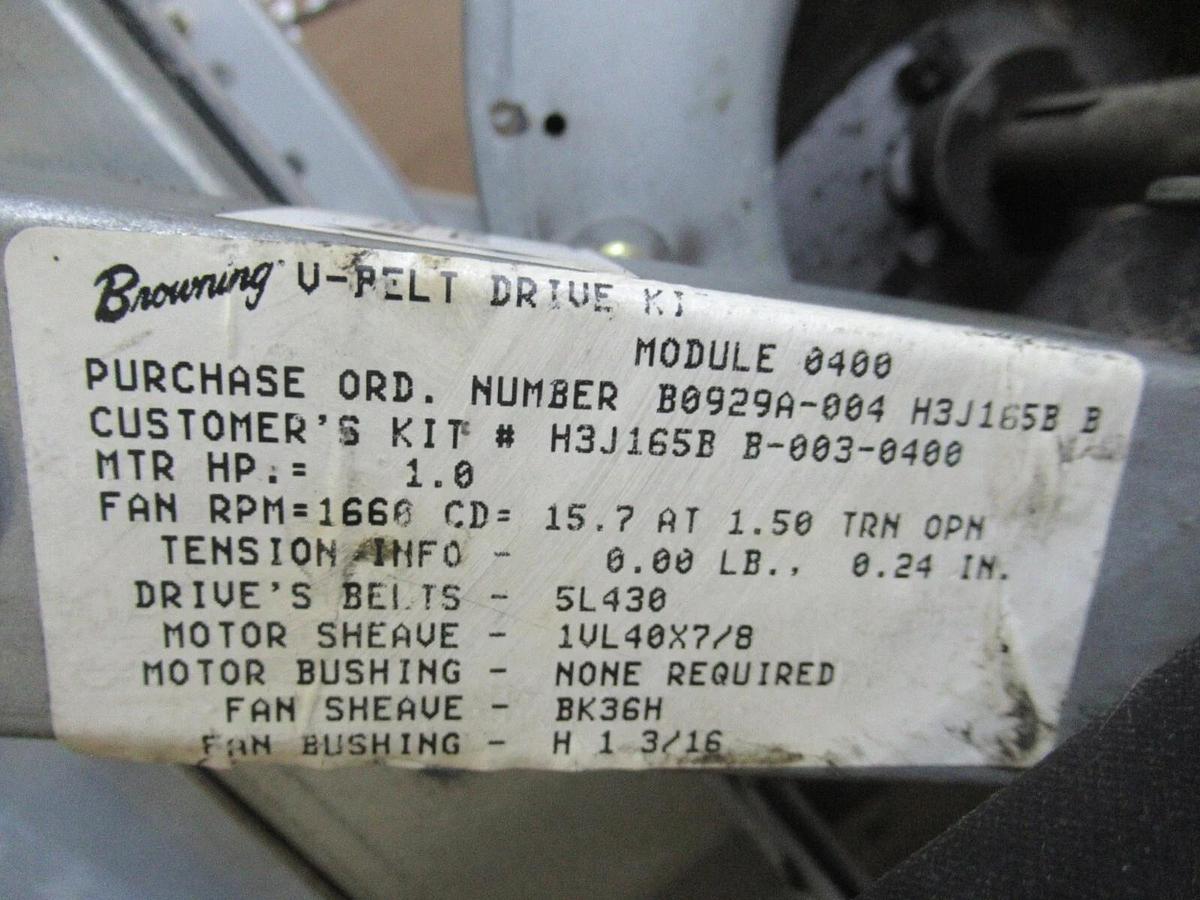 Browning V-BELT DRIVE KI
MODULE 0400
PURCHASE ORD. NUMBER B0929A-004 H3J165B B
CUSTOMER'S KIT # H3J165B B-003-0400
MTR HP.= 1.0
FAN RPM=1660 CD= 15.7 AT 1.50 TRN OPN
TENSION INFO - 0.00 LB., 0.24 IN.
DRIVE'S BELTS - 5L430
MOTOR SHEAVE - 1VL40X7/8
MOTOR BUSHING - NONE REQUIRED
FAN SHEAVE - BK36H
FAN BUSHING - H 1 3/16